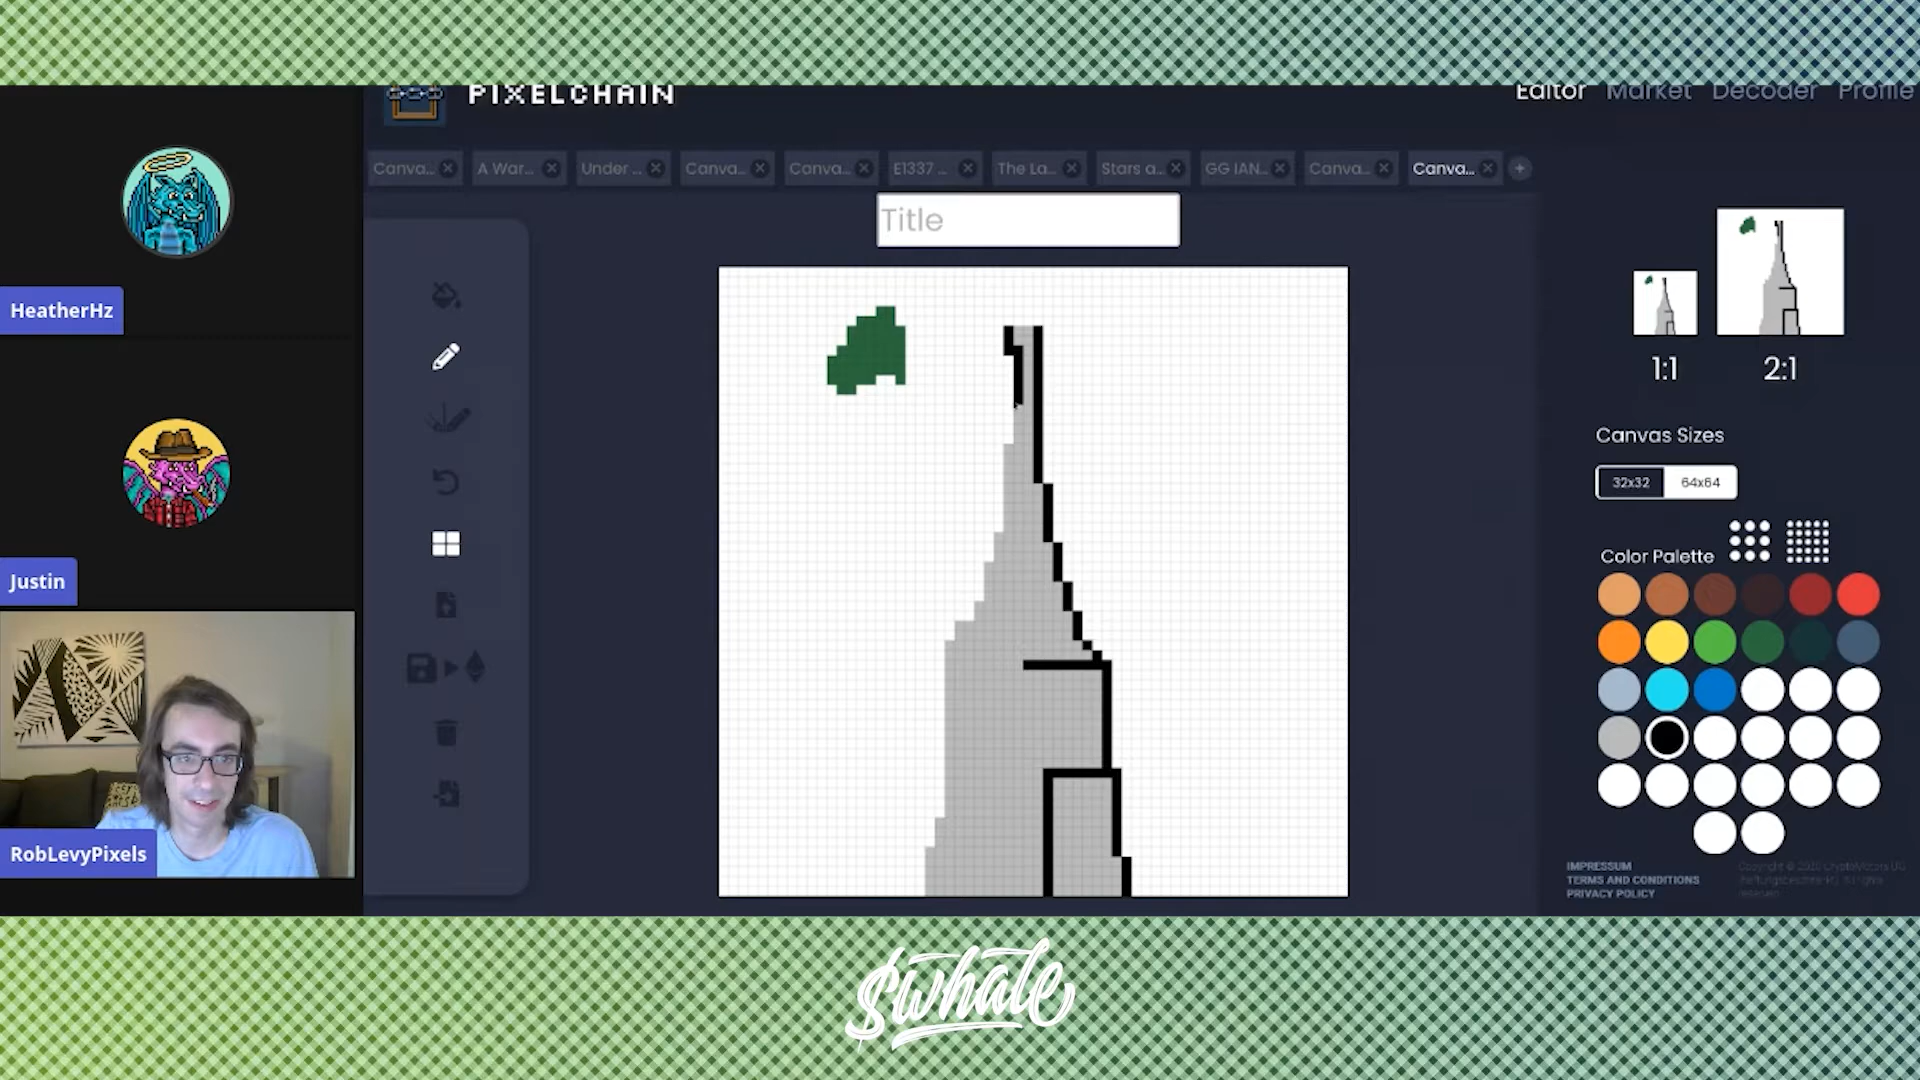 PIXELCHAIN
Editor Market Decoder Profile
Canva... A War... Under ... Canva... Canva... E1337 ... The La... Stars a... GG IAN... Canva... Canva...
Title
HeatherHz
1:1
2:1
Canvas Sizes
32x32 64x64
Color Palette
Justin
RobLevyPixels
IMPRESSUM
TERMS AND CONDITIONS
PRIVACY POLICY
$whale